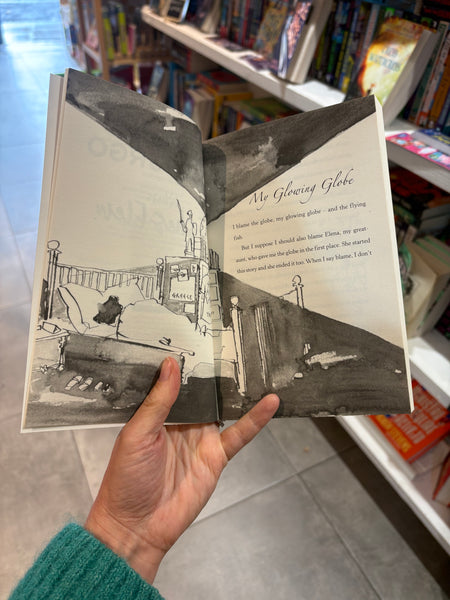 GREECE
My Glowing Globe
I blame the globe, my glowing globe – and the flying
fish.
But I suppose I should also blame Elena, my great-
aunt, who gave me the globe in the first place. She started
this story and she ended it too. When I say blame, I don't